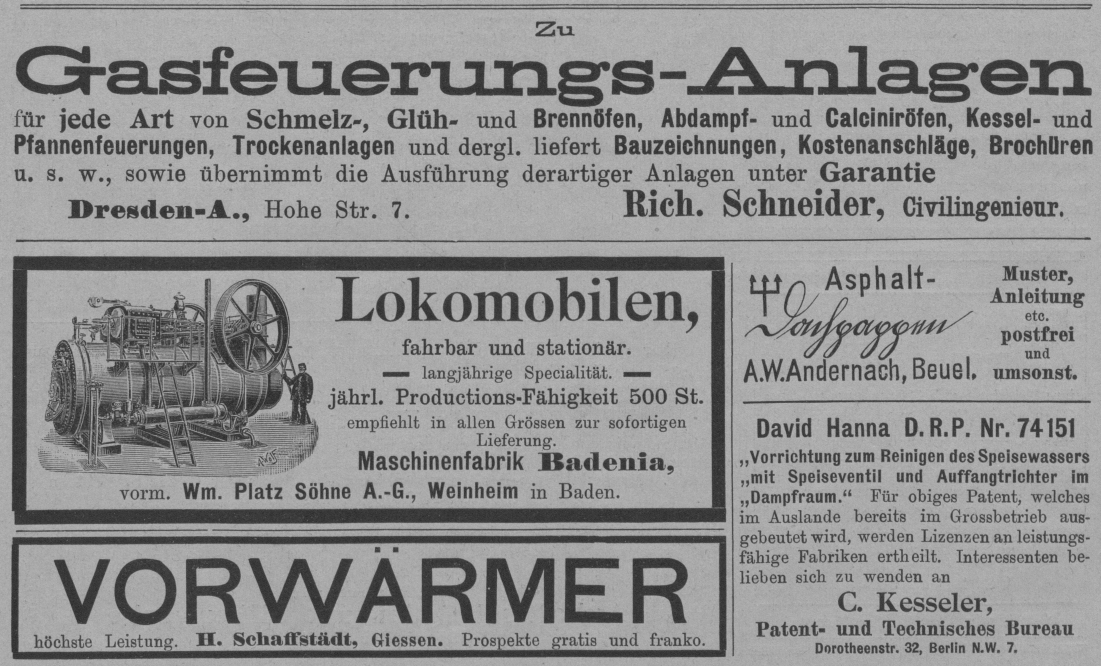 Zu
Gasfeuerungs-Anlagen
für jede Art von Schmelz-, Glüh- und Brennöfen, Abdampf- und Calciniröfen, Kessel- und
Pfannenfeuerungen, Trockenanlagen und dergl. liefert Bauzeichnungen, Kostenanschläge, Brochüren
u. s. w., sowie übernimmt die Ausführung derartiger Anlagen unter Garantie
Dresden-A., Hohe Str. 7. Rich. Schneider, Civilingenieur.
Lokomobilen,
fahrbar und stationär.
— langjährige Specialität. —
jährl. Productions-Fähigkeit 500 St.
empfiehlt in allen Grössen zur sofortigen
Lieferung.
Maschinenfabrik Badenia,
vorm. Wm. Platz Söhne A.-G., Weinheim in Baden.
VORWÄRMER
höchste Leistung. H. Schaffstädt, Giessen. Prospekte gratis und franko.
Asphalt-
Dachpappen
A.W.Andernach, Beuel.
Muster,
Anleitung
etc.
postfrei
und
umsonst.
David Hanna D.R.P. Nr. 74151
„Vorrichtung zum Reinigen des Speisewassers
„mit Speiseventil und Auffangtrichter im
„Dampfraum.“ Für obiges Patent, welches
im Auslande bereits im Grossbetrieb aus-
gebeutet wird, werden Lizenzen an leistungs-
fähige Fabriken ertheilt. Interessenten be-
lieben sich zu wenden an
C. Kesseler,
Patent- und Technisches Bureau
Dorotheenstr. 32, Berlin N.W. 7.